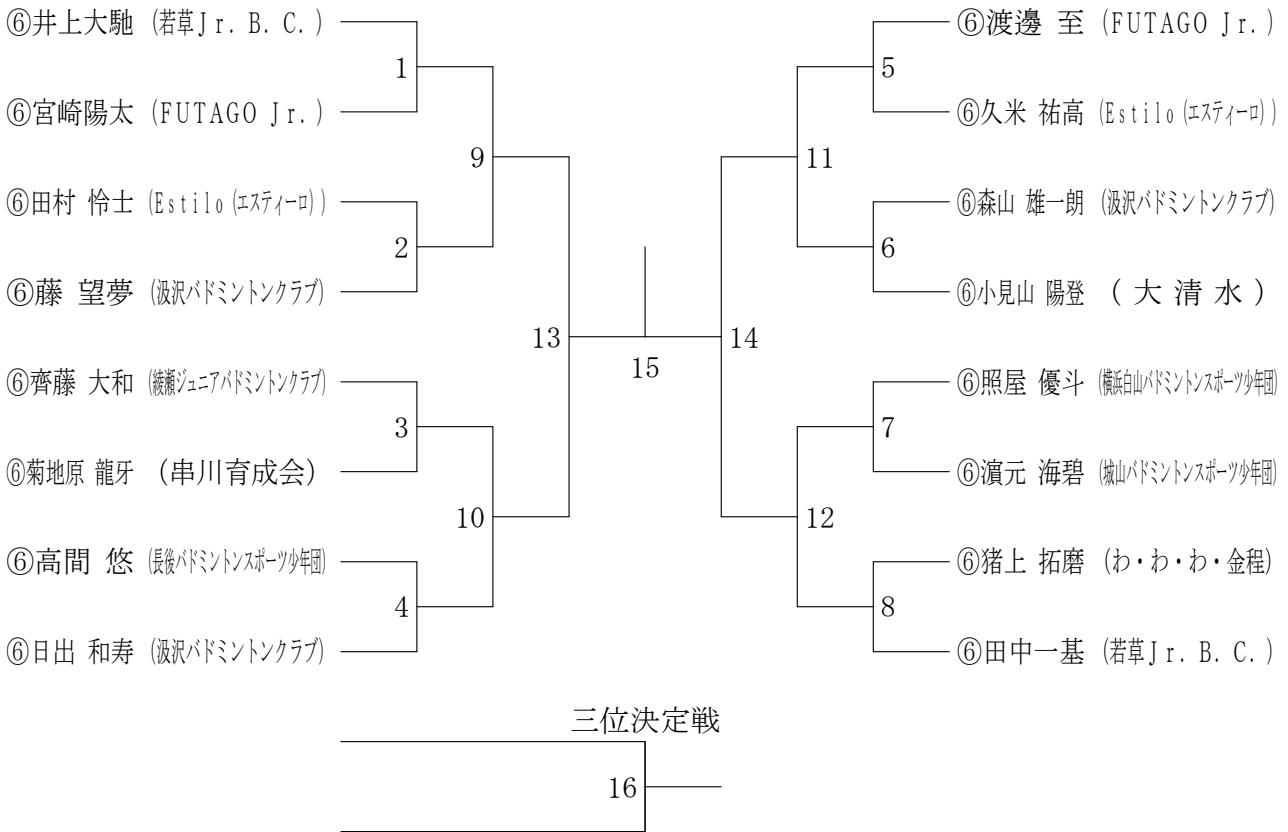 ⑥井上大馳 (若草Jr. B. C. )
1
⑥宮崎陽太 (FUTAGO Jr. )
9
⑥田村 怜士 (Estilo (エスティーロ) )
2
⑥藤 望夢 (汲沢バドミントンクラブ)
13
⑥齊藤 大和 (綾瀬ジュニアバドミントンクラブ)
3
⑥菊地原 龍牙 (串川育成会)
10
⑥高間 悠 (長後バドミントンスポーツ少年団)
4
⑥日出 和寿 (汲沢バドミントンクラブ)
15
⑥渡邊 至 (FUTAGO Jr. )
5
⑥久米 祐高 (Estilo (エスティーロ) )
11
⑥森山 雄一朗 (汲沢バドミントンクラブ)
6
⑥小見山 陽登 ( 大 清 水 )
14
⑥照屋 優斗 (横浜白山バドミントンスポーツ少年団)
7
⑥濵元 海碧 (城山バドミントンスポーツ少年団)
12
⑥猪上 拓磨 (わ・わ・わ・金程)
8
⑥田中一基 (若草Jr. B. C. )
三位決定戦
16